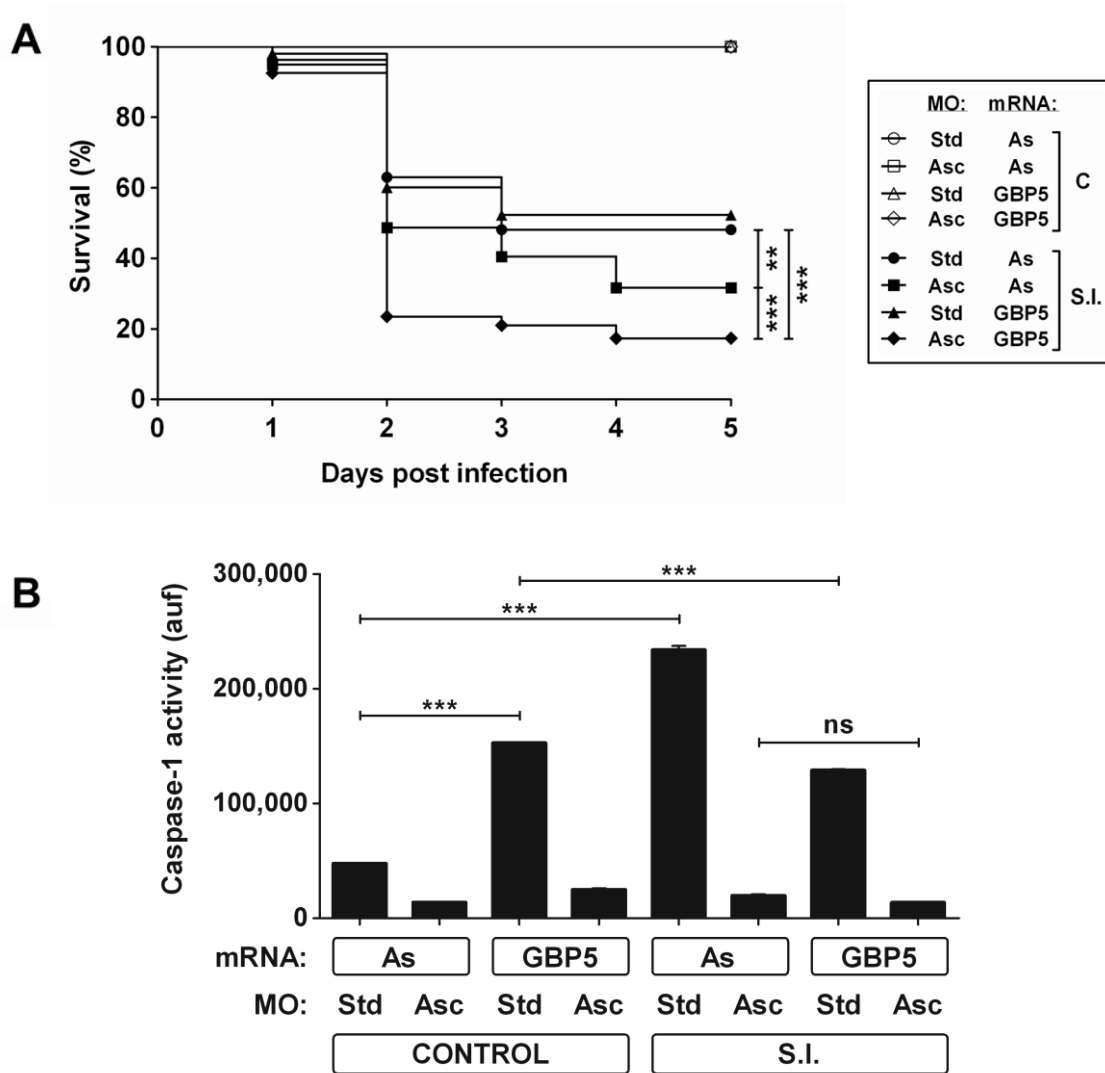 A
Survival (%)
100
80
60
40
20
0
0 1 2 3 4 5
Days post infection
**
***
***
MO: mRNA:
Std As
Asc As
Std GBP5
Asc GBP5
C
Std As
Asc As
Std GBP5
Asc GBP5
S.I.
B
Caspase-1 activity (auf)
300,000
200,000
100,000
0
***
***
***
ns
mRNA: As GBP5 As GBP5
MO: Std Asc Std Asc Std Asc Std Asc
CONTROL S.I.